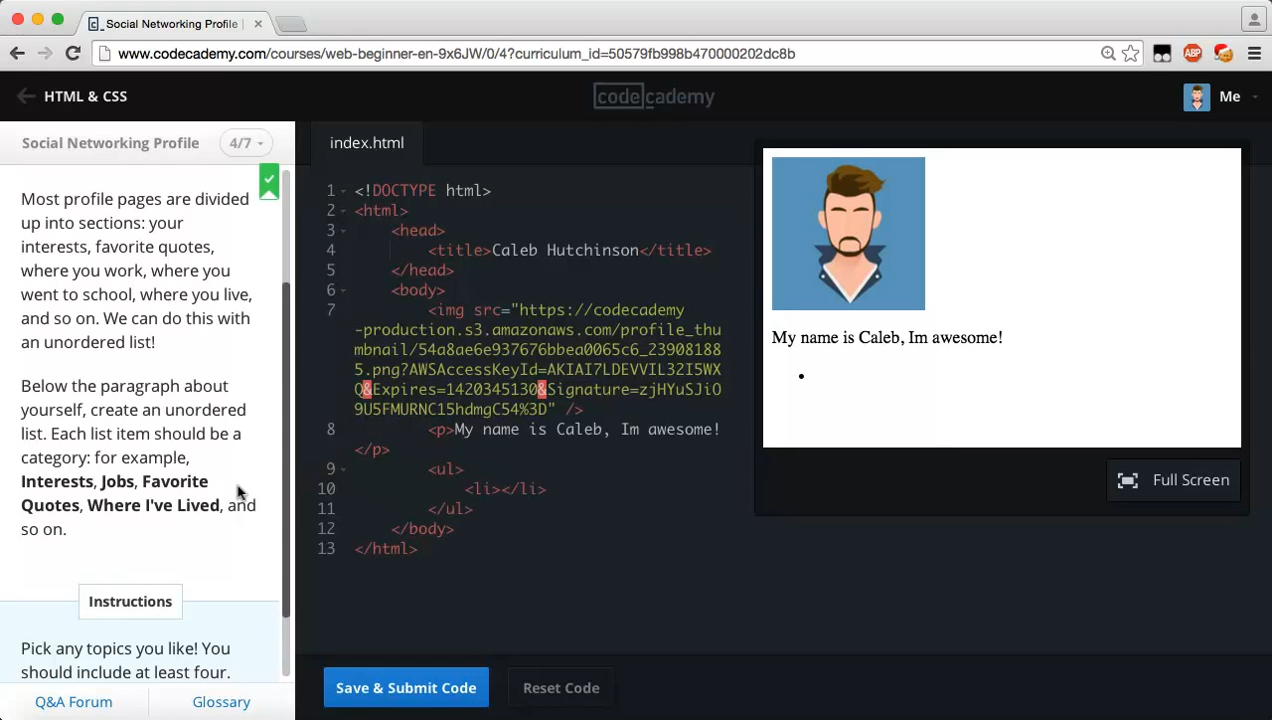 Social Networking Profile |
www.codecademy.com/courses/web-beginner-en-9x6JW/0/4?curriculum_id=50579fb998b470000202dc8b
ABP
HTML & CSS
codecademy
Me
Social Networking Profile
4/7
index.html
Most profile pages are divided
up into sections: your
interests, favorite quotes,
where you work, where you
went to school, where you live,
and so on. We can do this with
an unordered list!
Below the paragraph about
yourself, create an unordered
list. Each list item should be a
category: for example,
Interests, Jobs, Favorite
Quotes, Where I've Lived, and
so on.
Instructions
Pick any topics you like! You
should include at least four.
Q&A Forum
Glossary
1 <!DOCTYPE html>
2 <html>
3 <head>
4 <title>Caleb Hutchinson</title>
5 </head>
6 <body>
7 <img src="https://codecademy
-production.s3.amazonaws.com/profile_thu
mbnail/54a8ae6e937676bbea0065c6_23908188
5.png?AWSAccessKeyId=AKIAI7LDEVVIL32I5WX
Q&Expires=1420345130&Signature=zjHYuSJiO
9U5FMURNC15hdmgC54%3D" />
8 <p>My name is Caleb, Im awesome!
</p>
9 <ul>
10 <li></li>
11 </ul>
12 </body>
13 </html>
My name is Caleb, Im awesome!
•
Full Screen
Save & Submit Code
Reset Code